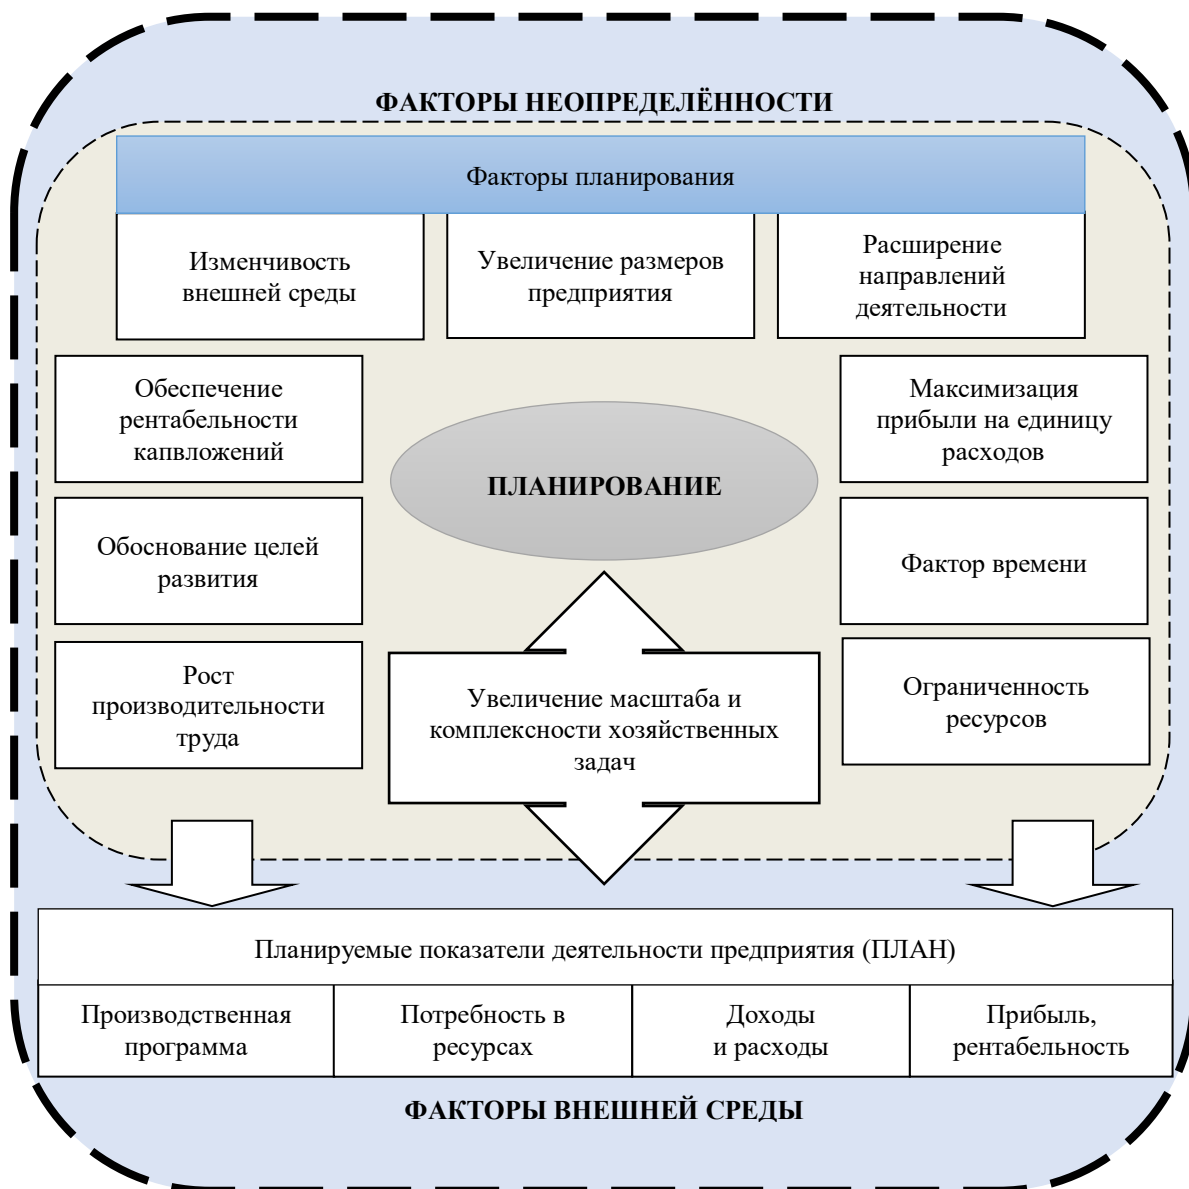 ФАКТОРЫ НЕОПРЕДЕЛЁННОСТИ
Факторы планирования
Изменчивость
внешней среды
Увеличение размеров
предприятия
Расширение
направлений
деятельности
Обеспечение
рентабельности
капвложений
Максимизация
прибыли на единицу
расходов
ПЛАНИРОВАНИЕ
Обоснование целей
развития
Фактор времени
Рост
производительности
труда
Увеличение масштаба и
комплексности хозяйственных
задач
Ограниченность
ресурсов
Планируемые показатели деятельности предприятия (ПЛАН)
Производственная
программа
Потребность в
ресурсах
Доходы
и расходы
Прибыль,
рентабельность
ФАКТОРЫ ВНЕШНЕЙ СРЕДЫ